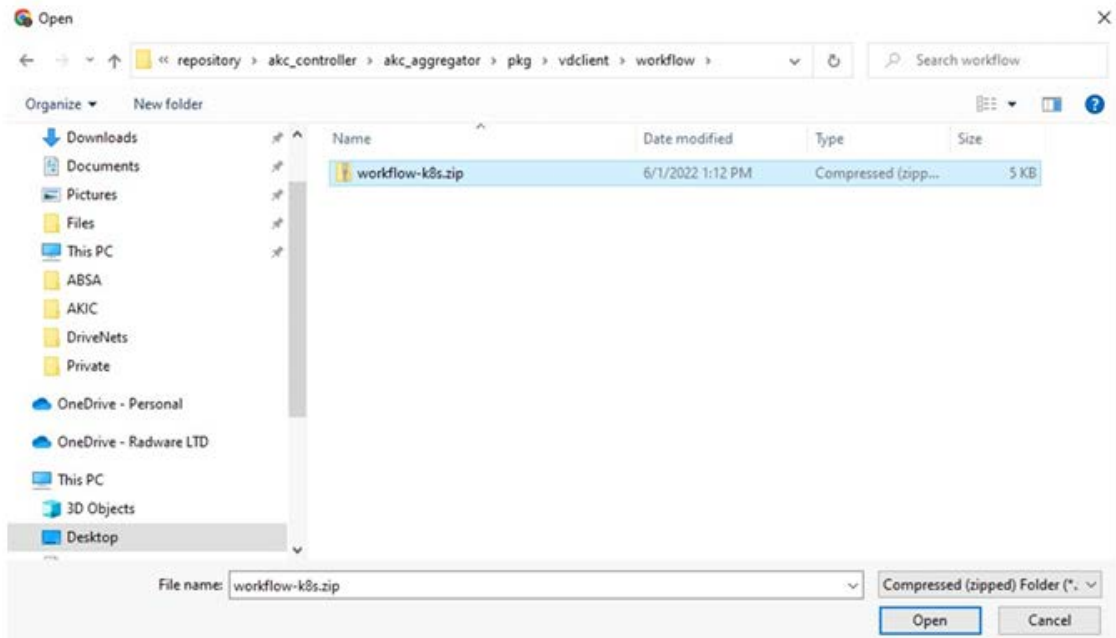 Open
« repository › akc_controller › akc_aggregator › pkg › vdclient › workflow ›
Search workflow
Organize
New folder
Name Date modified Type Size
workflow-k8s.zip 6/1/2022 1:12 PM Compressed (zipp... 5 KB
Downloads
Documents
Pictures
Files
This PC
ABSA
AKIC
DriveNets
Private
OneDrive - Personal
OneDrive - Radware LTD
This PC
3D Objects
Desktop
File name: workflow-k8s.zip
Compressed (zipped) Folder (*.
Open Cancel